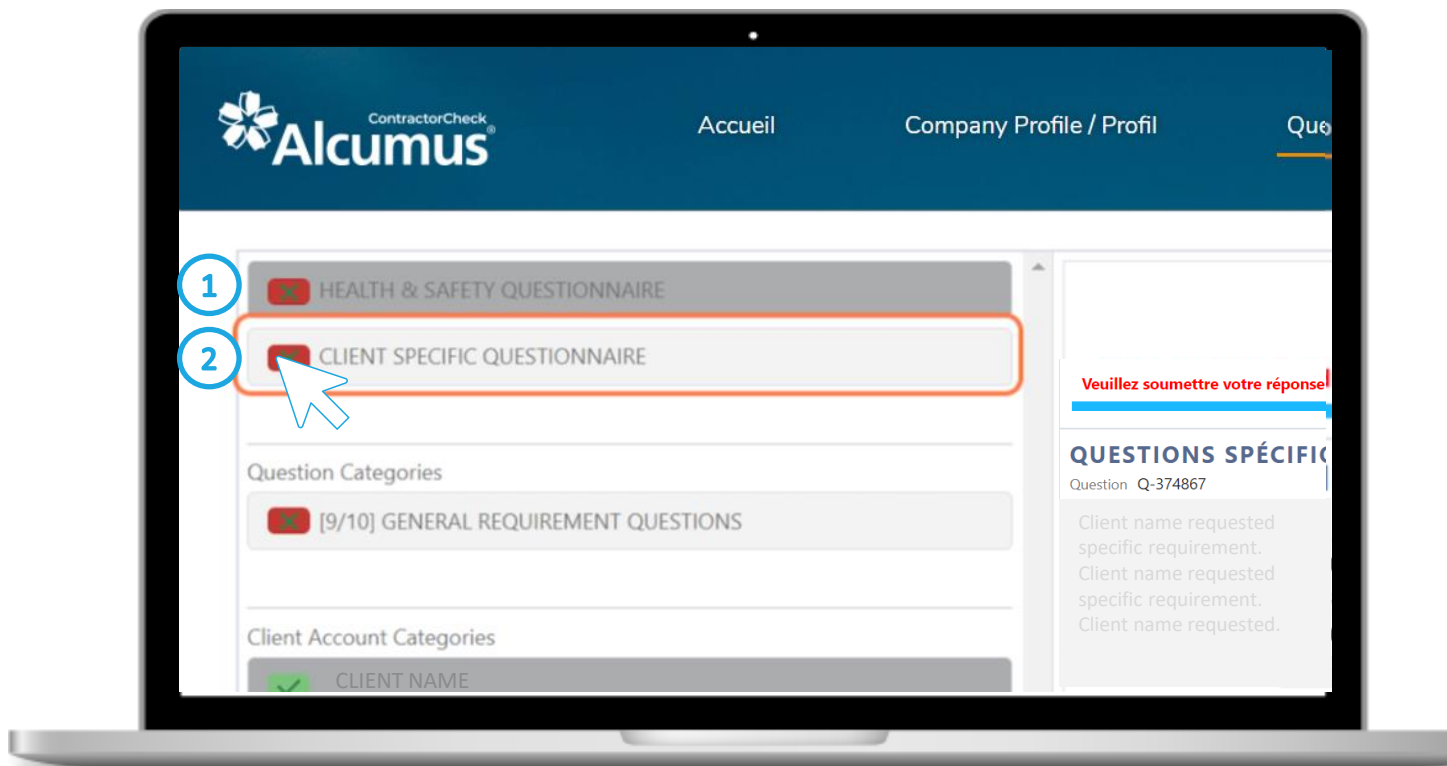 ContractorCheck
Alcumus®
Accueil
Company Profile / Profil
1
HEALTH & SAFETY QUESTIONNAIRE
2
CLIENT SPECIFIC QUESTIONNAIRE
Question Categories
[9/10] GENERAL REQUIREMENT QUESTIONS
Client Account Categories
CLIENT NAME
Veuillez soumettre votre réponse
QUESTIONS
Question Q-374867
Client name requested
specific requirement.
Client name requested
specific requirement.
Client name requested.